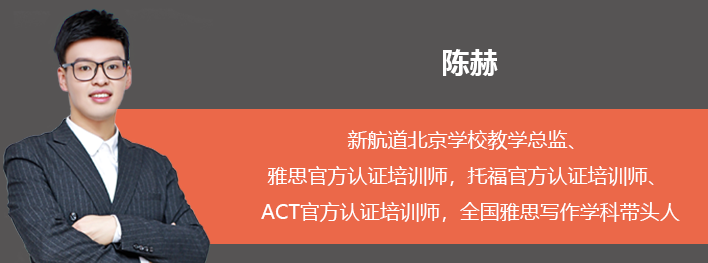 陈赫
新航道北京学校教学总监、
雅思官方认证培训师，托福官方认证培训师、
ACT官方认证培训师，全国雅思写作学科带头人